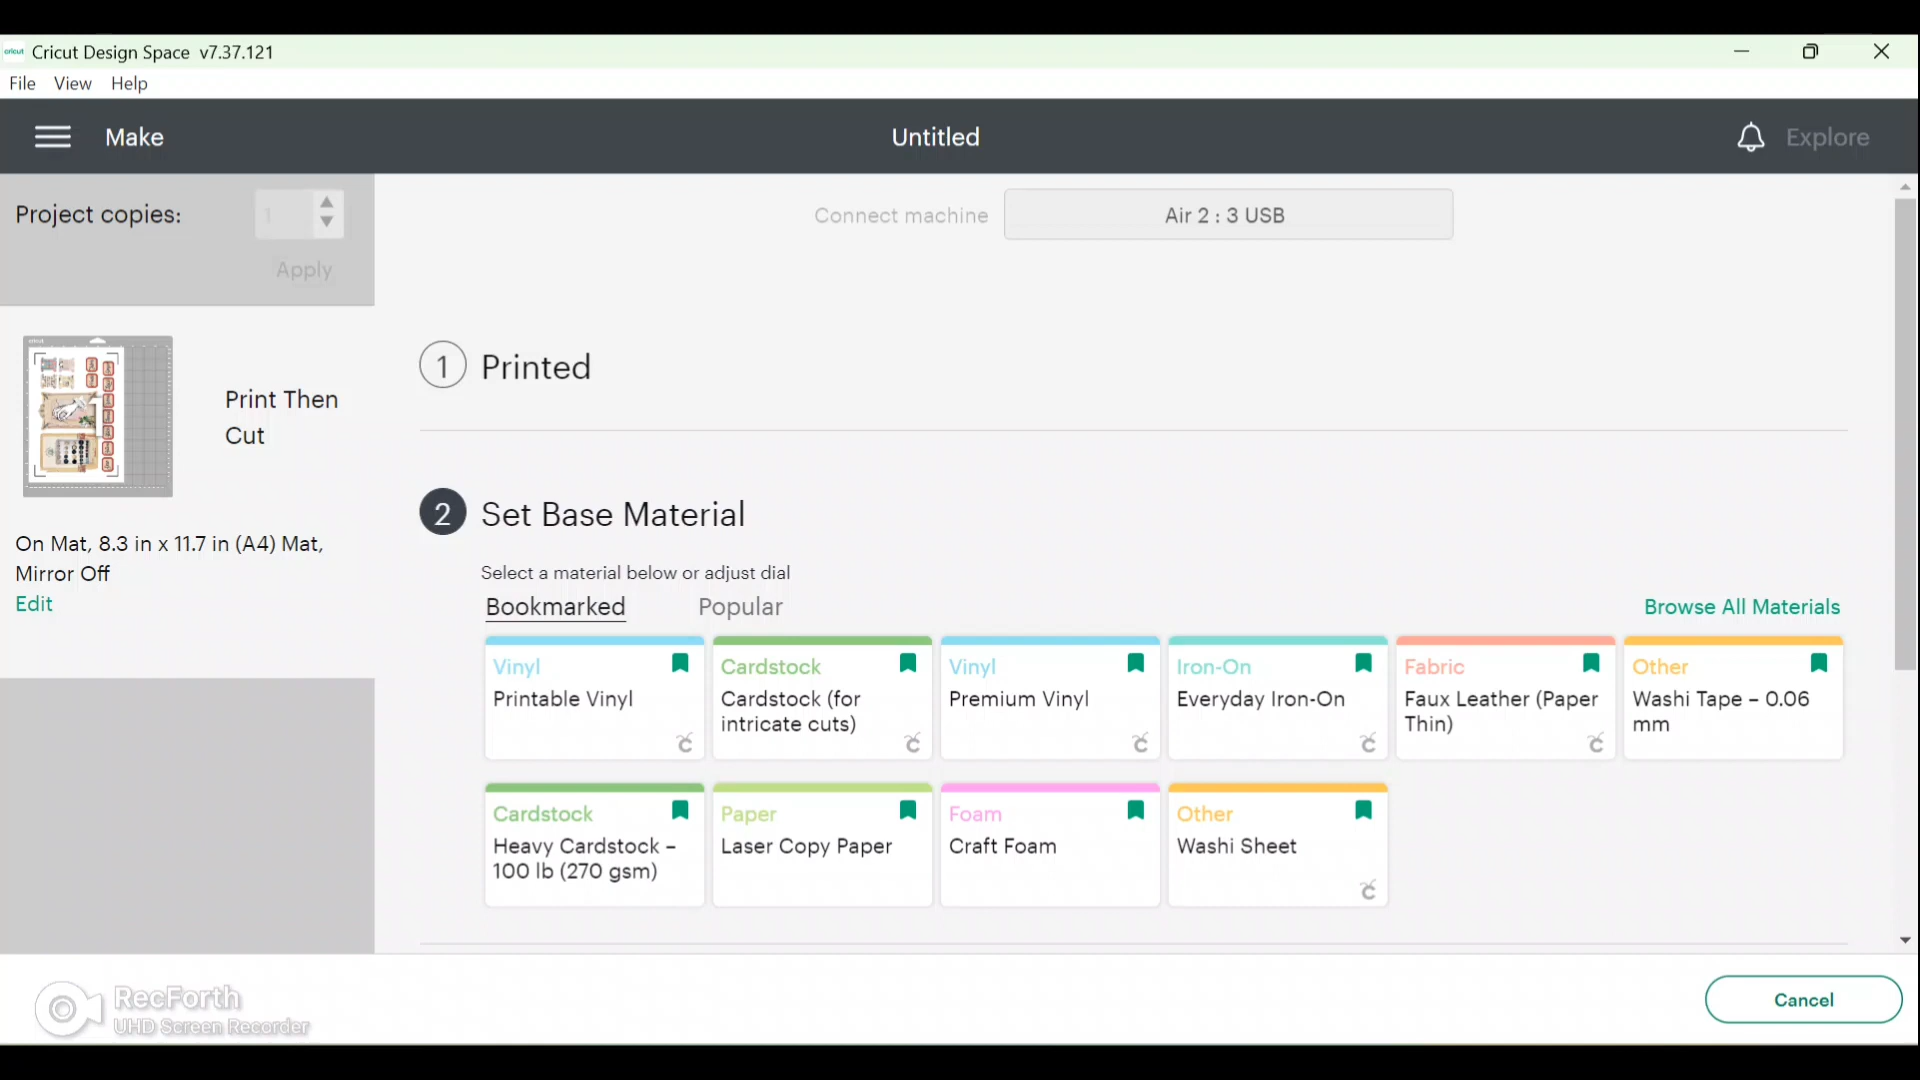 cricut Cricut Design Space v7.37.121
File View Help
Make Untitled Explore
Project copies: 1
Apply
Connect machine Air 2 : 3 USB
Print Then
Cut
On Mat, 8.3 in x 11.7 in (A4) Mat,
Mirror Off
Edit
1 Printed
2 Set Base Material
Select a material below or adjust dial
Bookmarked Popular Browse All Materials
Vinyl
Printable Vinyl
Cardstock
Cardstock (for
intricate cuts)
Vinyl
Premium Vinyl
Iron-On
Everyday Iron-On
Fabric
Faux Leather (Paper
Thin)
Other
Washi Tape – 0.06
mm
Cardstock
Heavy Cardstock –
100 lb (270 gsm)
Paper
Laser Copy Paper
Foam
Craft Foam
Other
Washi Sheet
RecForth
UHD Screen Recorder
Cancel